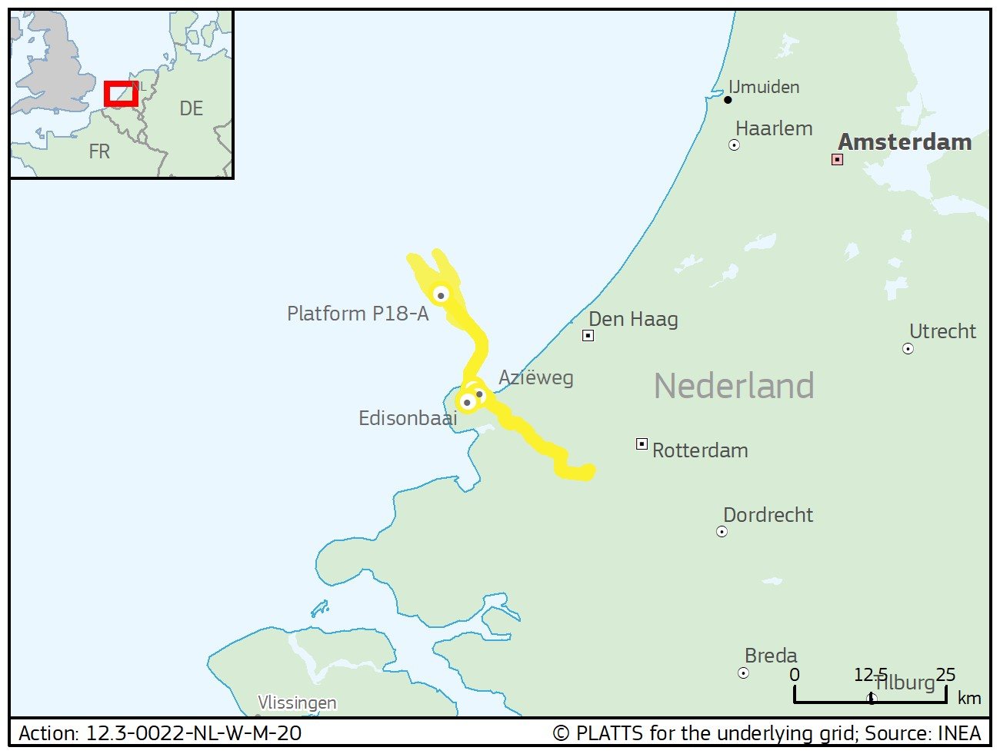 NL
DE
FR
IJmuiden
Haarlem
Amsterdam
Platform P18-A
Den Haag
Utrecht
Aziëweg
Nederland
Edisonbaai
Rotterdam
Dordrecht
Breda
0 12.5 25
Tilburg
km
Vlissingen
Action: 12.3-0022-NL-W-M-20
© PLATTS for the underlying grid; Source: INEA